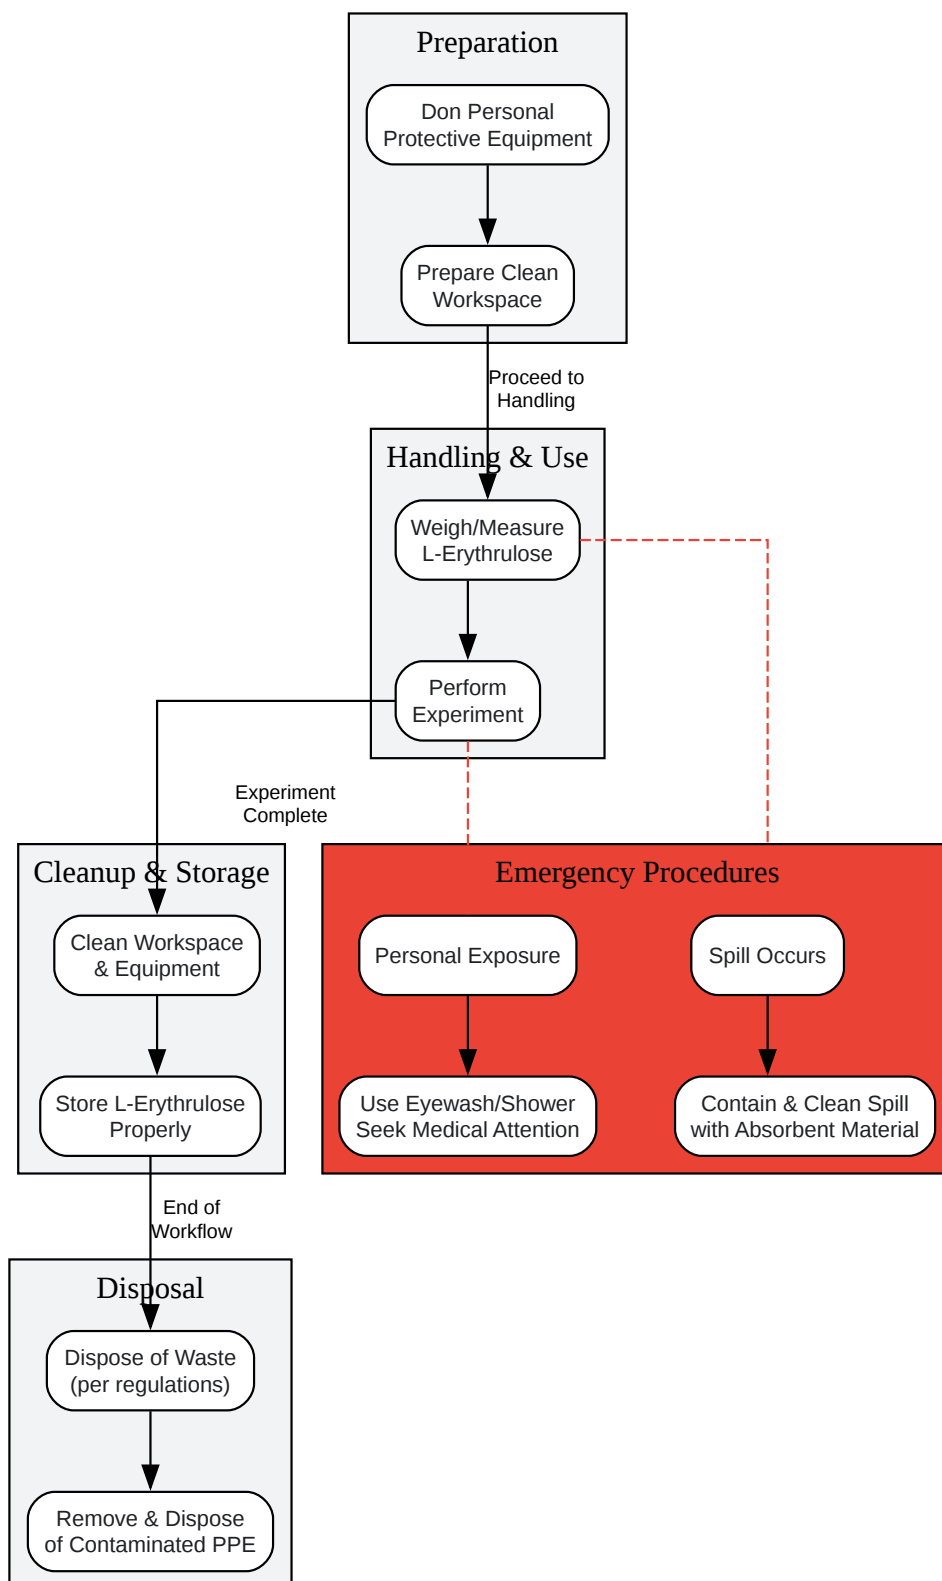 Preparation
Don Personal
Protective Equipment
Prepare Clean
Workspace
Proceed to
Handling
Handling & Use
Weigh/Measure
L-Erythrulose
Perform
Experiment
Experiment
Complete
Cleanup & Storage
Clean Workspace
& Equipment
Store L-Erythrulose
Properly
Emergency Procedures
Personal Exposure
Use Eyewash/Shower
Seek Medical Attention
Spill Occurs
Contain & Clean Spill
with Absorbent Material
End of
Workflow
Disposal
Dispose of Waste
(per regulations)
Remove & Dispose
of Contaminated PPE